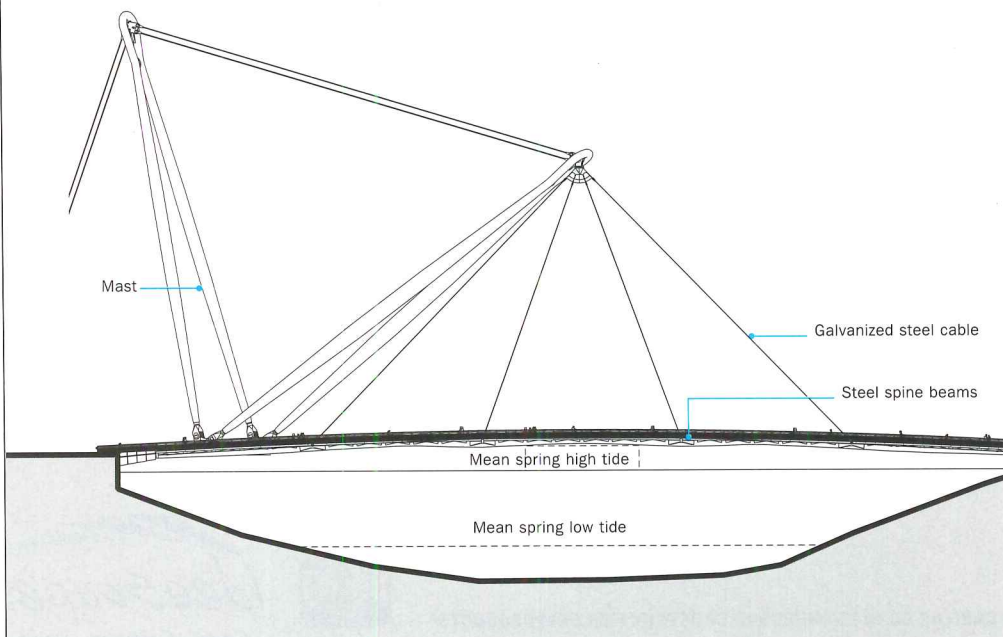 Mast
Galvanized steel cable
Steel spine beams
Mean spring high tide
Mean spring low tide